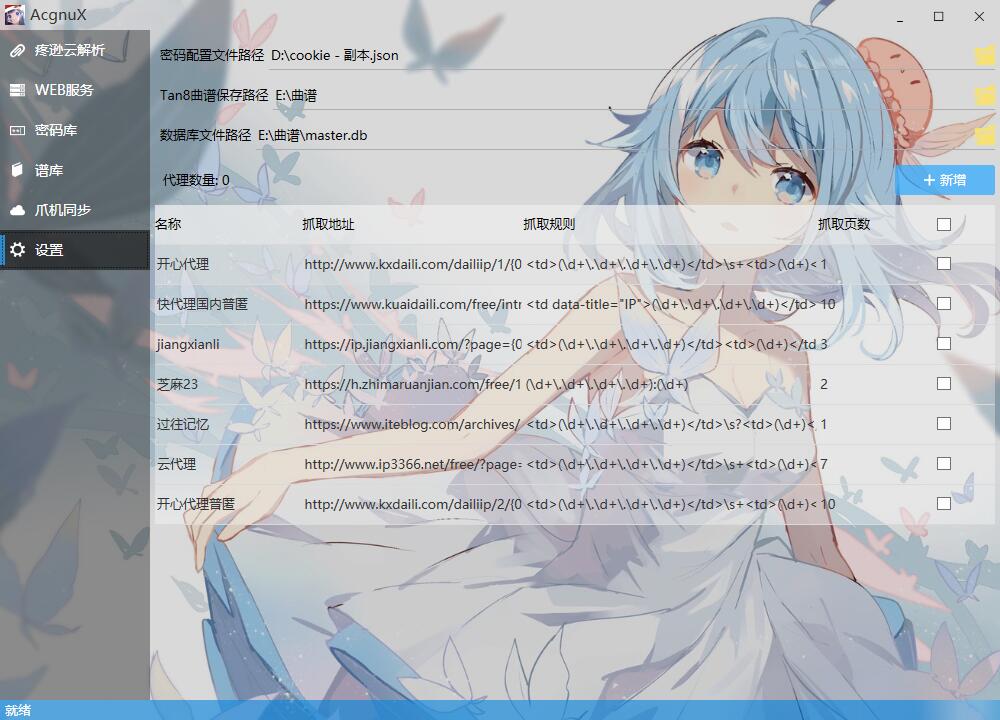 AcgnuX
疼逊云解析
WEB服务
密码库
谱库
爪机同步
设置
密码配置文件路径 D:\cookie - 副本.json
Tan8曲谱保存路径 E:\曲谱
数据库文件路径 E:\曲谱\master.db
代理数量: 0
+ 新增
名称 抓取地址 抓取规则 抓取页数
开心代理 http://www.kxdaili.com/dailiip/1/{0 <td>(\d+\.\d+\.\d+\.\d+)</td>\s+<td>(\d+)< 1
快代理国内普匿 https://www.kuaidaili.com/free/intr <td data-title="IP">(\d+\.\d+\.\d+\.\d+)</td> 10
jiangxianli https://ip.jiangxianli.com/?page={0 <td>(\d+\.\d+\.\d+\.\d+)</td><td>(\d+)</td 3
芝麻23 https://h.zhimaruanjian.com/free/1 (\d+\.\d+\.\d+\.\d+):(\d+) 2
过往记忆 https://www.iteblog.com/archives/ <td>(\d+\.\d+\.\d+\.\d+)</td>\s?<td>(\d+)< 1
云代理 http://www.ip3366.net/free/?page= <td>(\d+\.\d+\.\d+\.\d+)</td>\s+<td>(\d+)< 7
开心代理普匿 http://www.kxdaili.com/dailiip/2/{0 <td>(\d+\.\d+\.\d+\.\d+)</td>\s+<td>(\d+)< 10
就绪